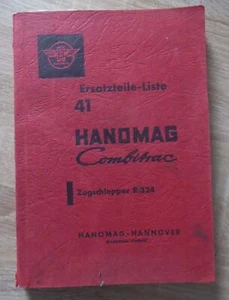 Ersatzteile-Liste
41
HANOMAG
Combitrac
Zugschlepper R 324
HANOMAG-HANNOVER